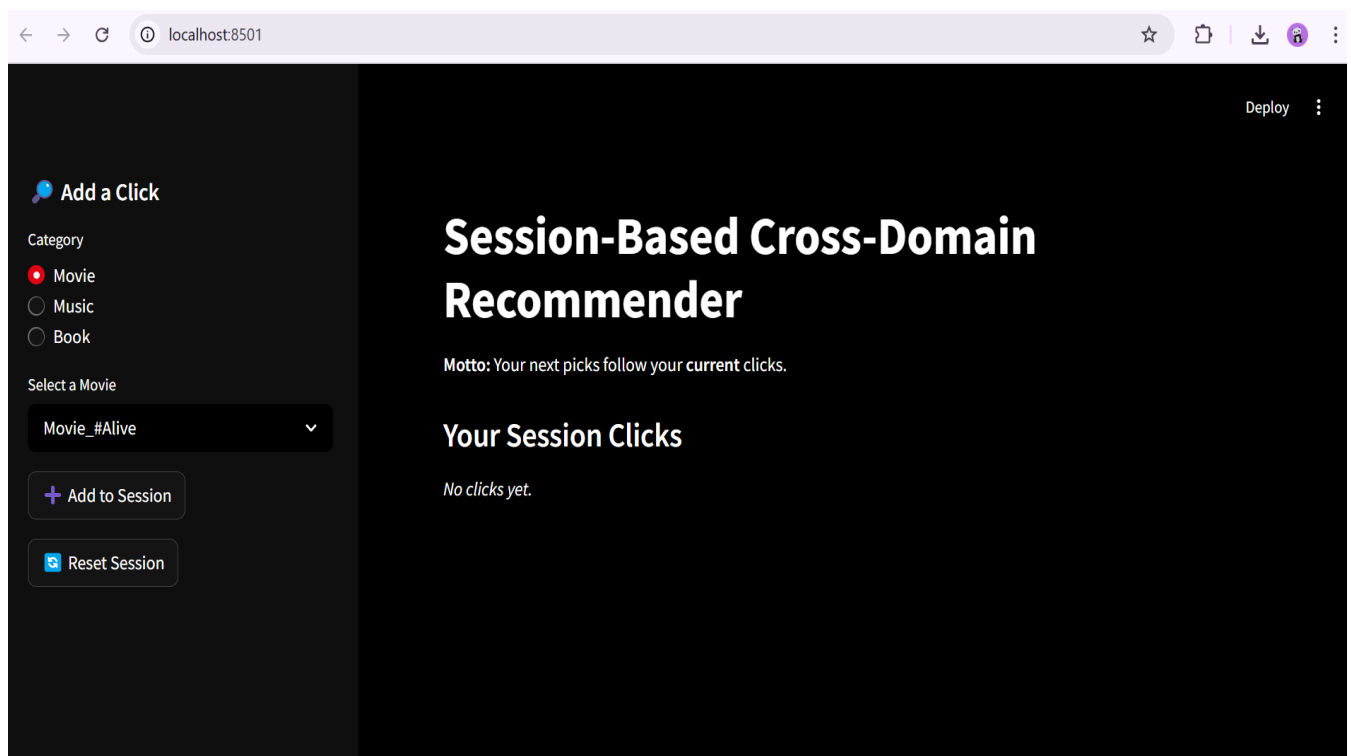 localhost:8501
Deploy
Add a Click
Category
Movie
Music
Book
Select a Movie
Movie_#Alive
Add to Session
Reset Session
Session-Based Cross-Domain
Recommender
Motto: Your next picks follow your current clicks.
Your Session Clicks
No clicks yet.